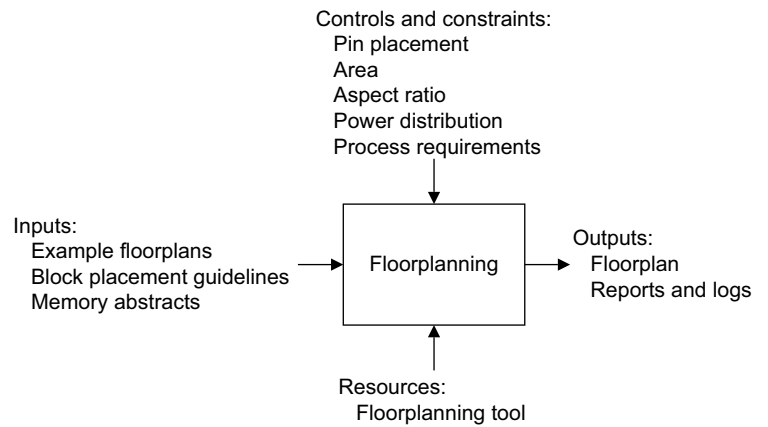 Controls and constraints:
Pin placement
Area
Aspect ratio
Power distribution
Process requirements
Inputs:
Example floorplans
Block placement guidelines
Memory abstracts
Floorplanning
Outputs:
Floorplan
Reports and logs
Resources:
Floorplanning tool